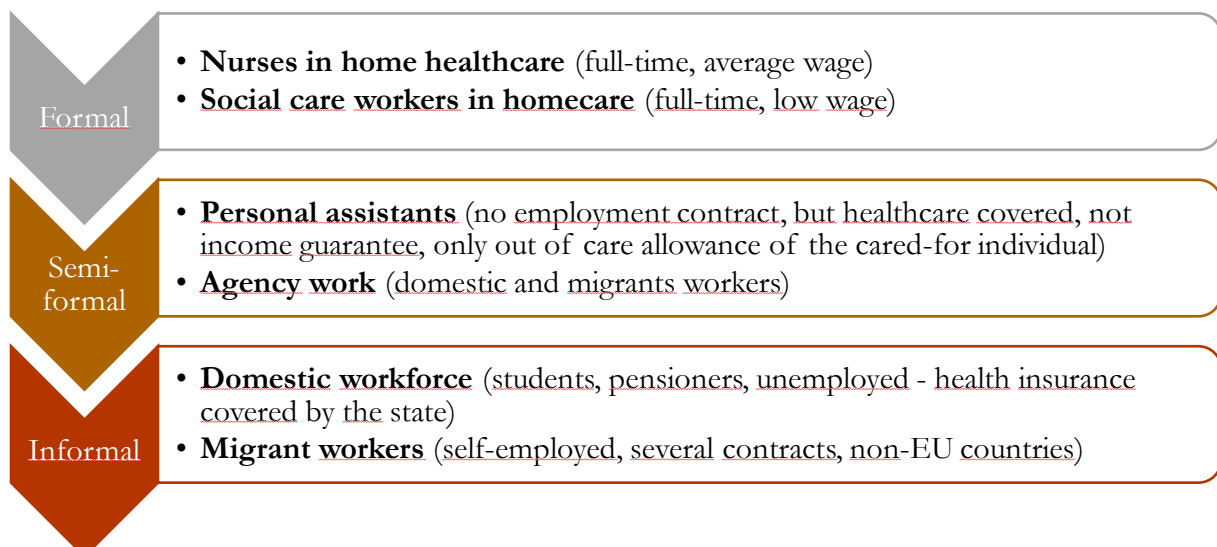 Formal
• Nurses in home healthcare (full-time, average wage)
• Social care workers in homecare (full-time, low wage)
Semi-
formal
• Personal assistants (no employment contract, but healthcare covered, not
income guarantee, only out of care allowance of the cared-for individual)
• Agency work (domestic and migrants workers)
Informal
• Domestic workforce (students, pensioners, unemployed - health insurance
covered by the state)
• Migrant workers (self-employed, several contracts, non-EU countries)